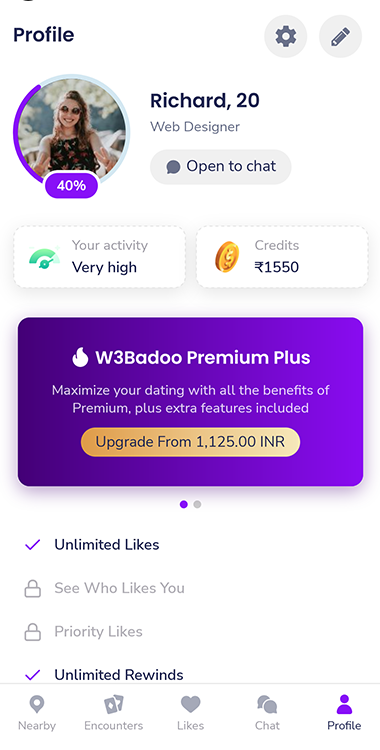 Profile
Richard, 20
Web Designer
Open to chat
40%
Your activity
Very high
Credits
₹1550
W3Badoo Premium Plus
Maximize your dating with all the benefits of
Premium, plus extra features included
Upgrade From 1,125.00 INR
Unlimited Likes
See Who Likes You
Priority Likes
Unlimited Rewinds
Nearby
Encounters
Likes
Chat
Profile